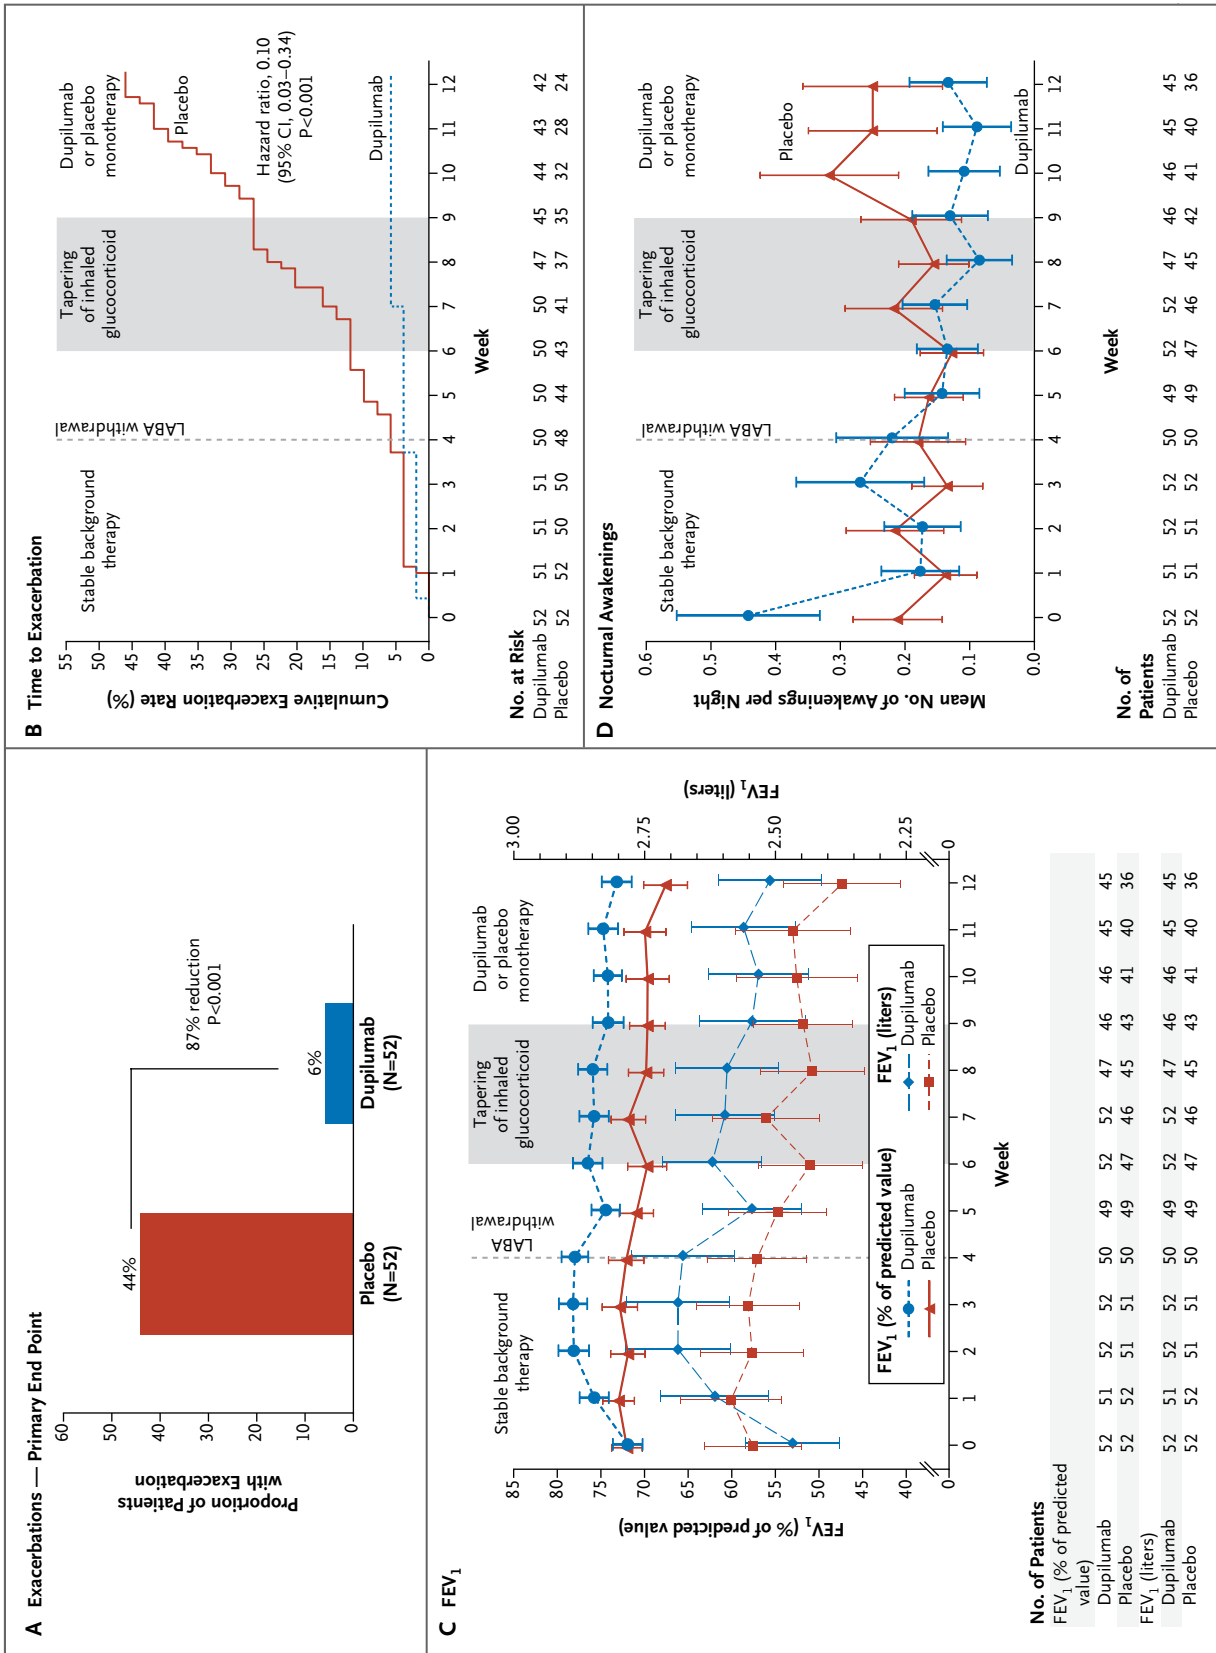 A Exacerbations — Primary End Point
Proportion of Patients
with Exacerbation
60
50
40
30
20
10
0
44%
6%
87% reduction
P<0.001
Placebo
(N=52)
Dupilumab
(N=52)
B Time to Exacerbation
Cumulative Exacerbation Rate (%)
55
50
45
40
35
30
25
20
15
10
5
0
Stable background
therapy
LABA withdrawal
Tapering
of inhaled
glucocorticoid
Dupilumab
or placebo
monotherapy
Placebo
Hazard ratio, 0.10
(95% CI, 0.03–0.34)
P<0.001
Dupilumab
0 1 2 3 4 5 6 7 8 9 10 11 12
Week
No. at Risk
Dupilumab 52 51 51 51 50 50 50 50 47 45 44 43 42
Placebo 52 52 50 50 48 44 43 41 37 35 32 28 24
C FEV1
FEV1 (% of predicted value)
85
80
75
70
65
60
55
50
45
40
0
Stable background
therapy
LABA
withdrawal
Tapering
of inhaled
glucocorticoid
Dupilumab
or placebo
monotherapy
FEV1 (liters)
3.00
2.75
2.50
2.25
0
FEV1 (% of predicted value)
Dupilumab
Placebo
FEV1 (liters)
Dupilumab
Placebo
0 1 2 3 4 5 6 7 8 9 10 11 12
Week
No. of Patients
FEV1 (% of predicted
value)
Dupilumab 52 51 52 52 50 49 52 52 47 46 46 45 45
Placebo 52 52 51 51 50 49 47 46 45 43 41 40 36
FEV1 (liters)
Dupilumab 52 51 52 52 50 49 52 52 47 46 46 45 45
Placebo 52 52 51 51 50 49 47 46 45 43 41 40 36
D Nocturnal Awakenings
Mean No. of Awakenings per Night
0.6
0.5
0.4
0.3
0.2
0.1
0.0
Stable background
therapy
LABA withdrawal
Tapering
of inhaled
glucocorticoid
Dupilumab
or placebo
monotherapy
Placebo
Dupilumab
0 1 2 3 4 5 6 7 8 9 10 11 12
Week
No. of
Patients
Dupilumab 52 51 52 52 50 49 52 52 47 46 46 45 45
Placebo 52 51 51 52 50 49 47 46 45 42 41 40 36